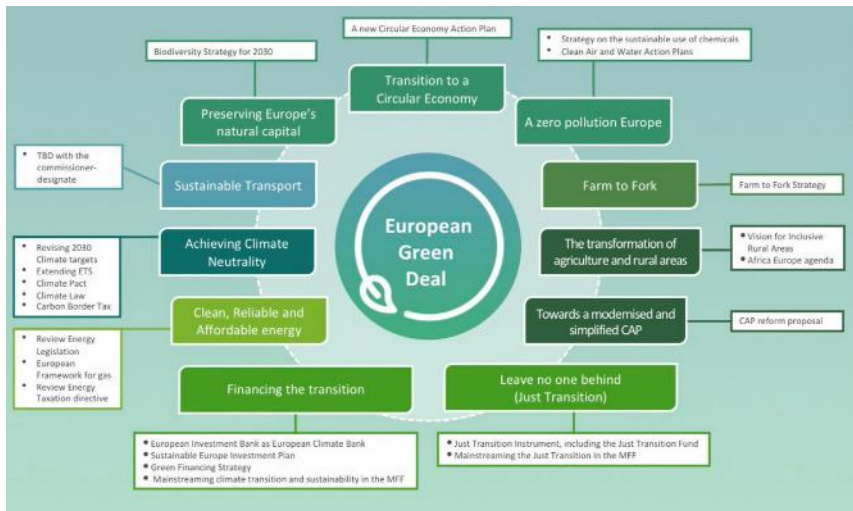 A new Circular Economy Action Plan
Biodiversity Strategy for 2030
• Strategy on the sustainable use of chemicals
• Clean Air and Water Action Plans
Transition to a
Circular Economy
Preserving Europe's
natural capital
A zero pollution Europe
• TBD with the
commissioner-
designate
Sustainable Transport
Farm to Fork
Farm to Fork Strategy
European
Green
Deal
• Revising 2030
Climate targets
• Extending ETS
• Climate Pact
• Climate Law
• Carbon Border Tax
Achieving Climate
Neutrality
The transformation of
agriculture and rural areas
• Vision for Inclusive
Rural Areas
• Africa Europe agenda
Clean, Reliable and
Affordable energy
Towards a modernised and
simplified CAP
CAP reform proposal
• Review Energy
Legislation
• European
Framework for gas
• Review Energy
Taxation directive
Financing the transition
Leave no one behind
(Just Transition)
• European Investment Bank as European Climate Bank
• Sustainable Europe Investment Plan
• Green Financing Strategy
• Mainstreaming climate transition and sustainability in the MFF
• Just Transition Instrument, including the Just Transition Fund
• Mainstreaming the Just Transition in the MFF